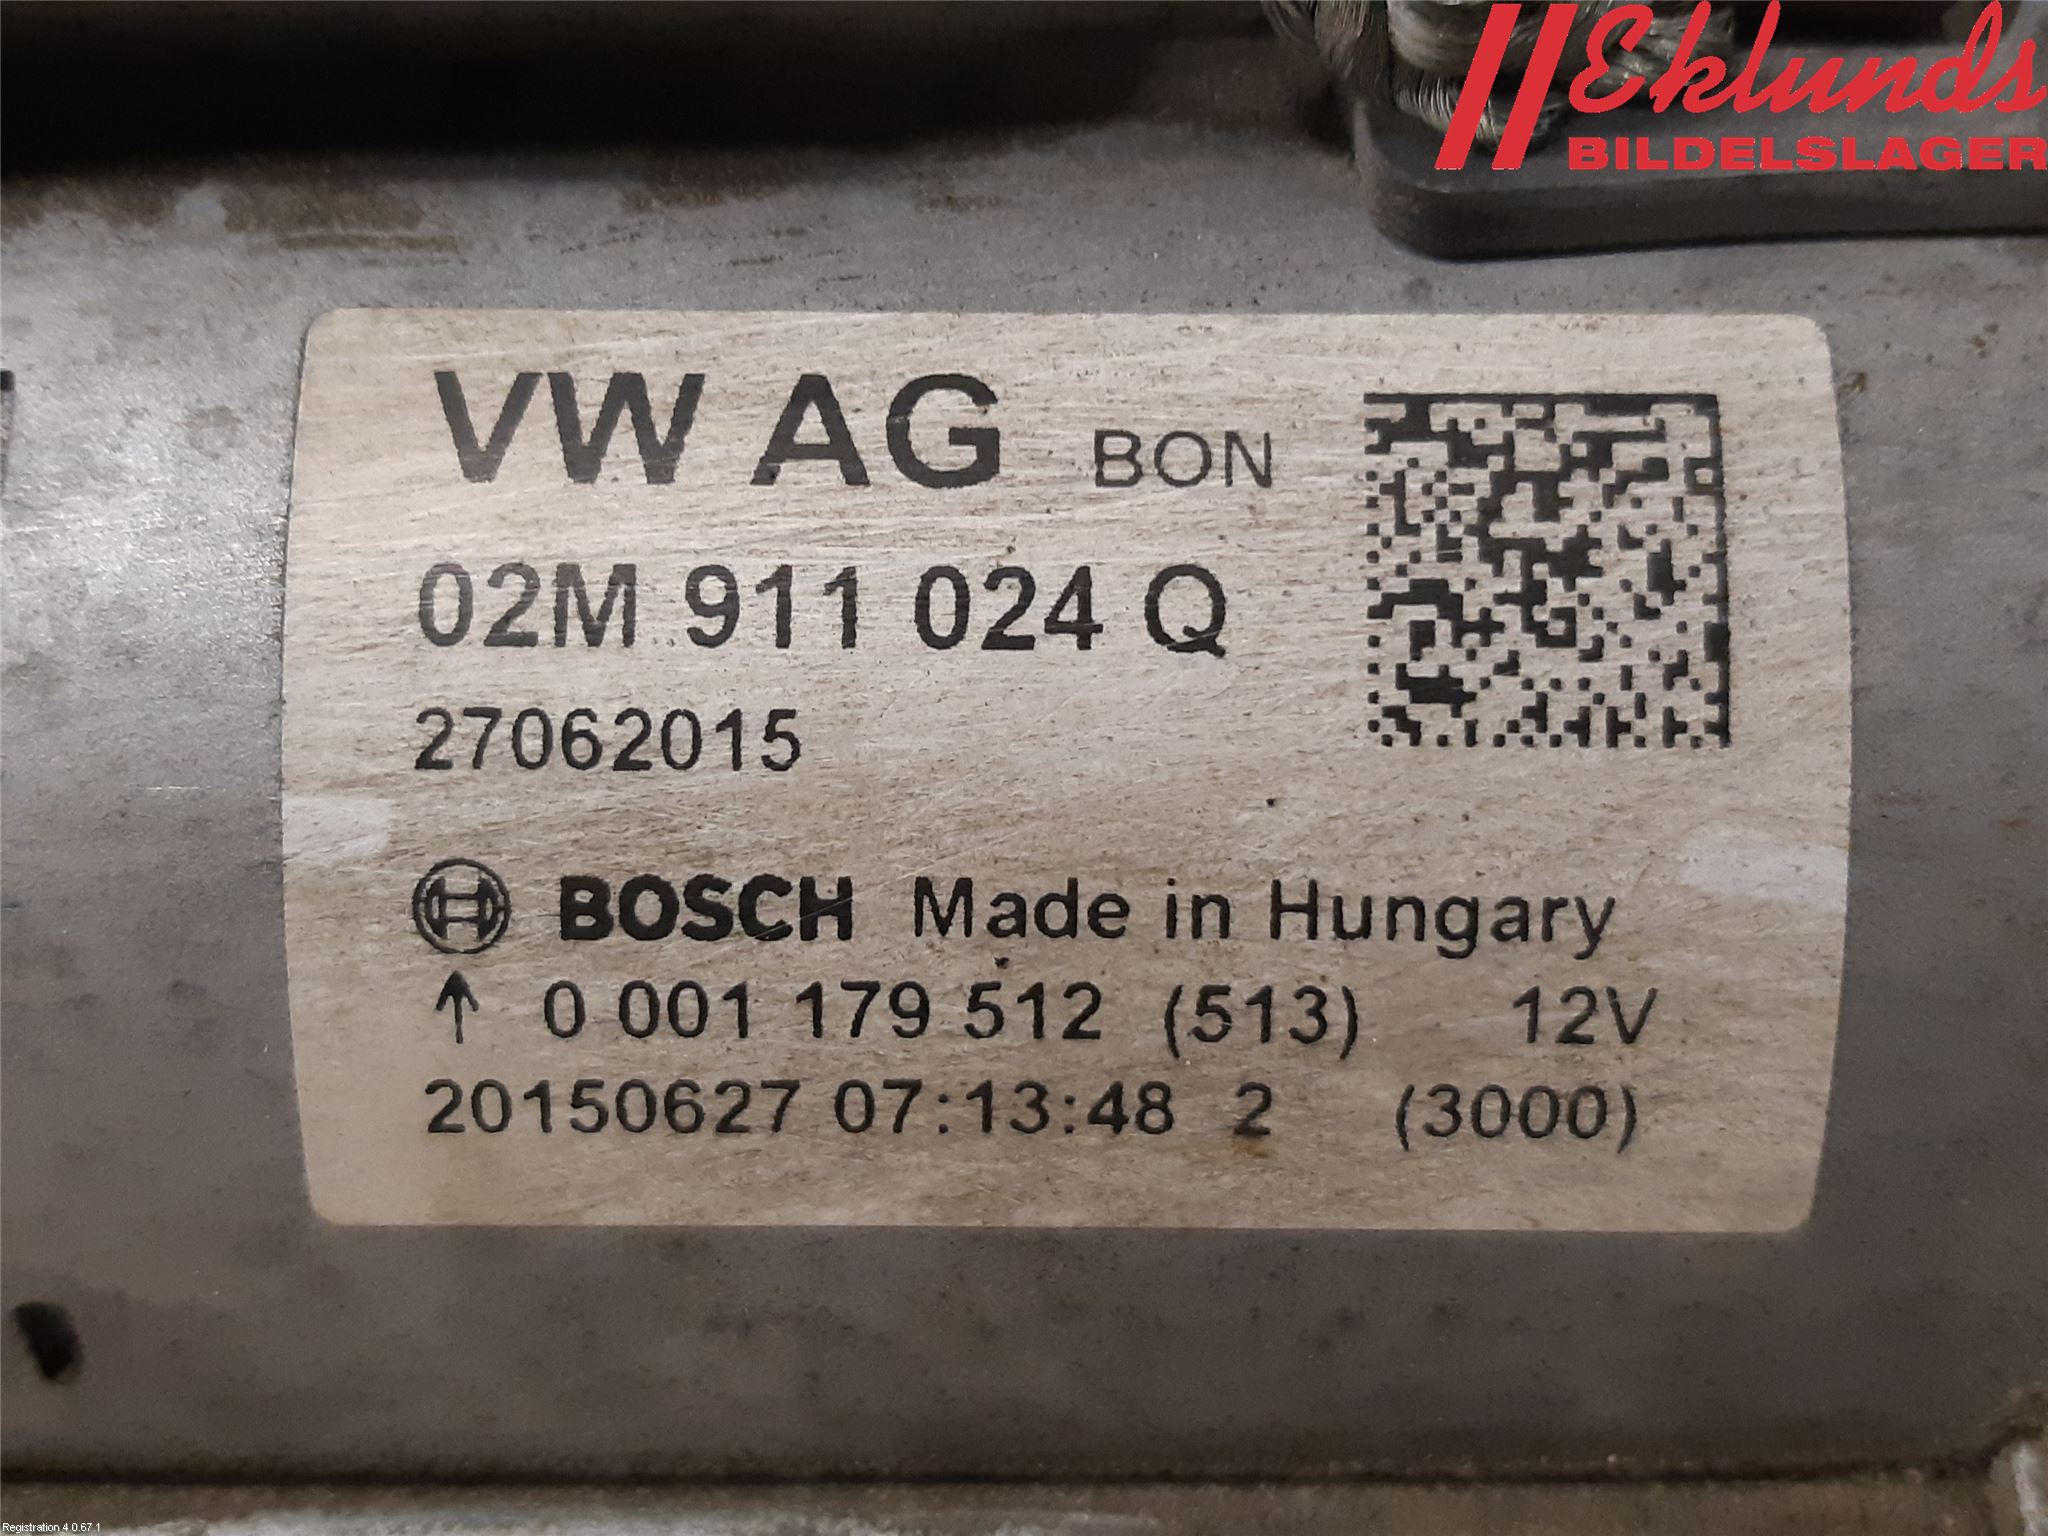 Eklunds
BILDELSLAGER
VW AG BON
02M 911 024 Q
27062015
BOSCH Made in Hungary
↑ 0 001 179 512 (513) 12V
20150627 07:13:48 2 (3000)
Registration 4.0.67.1